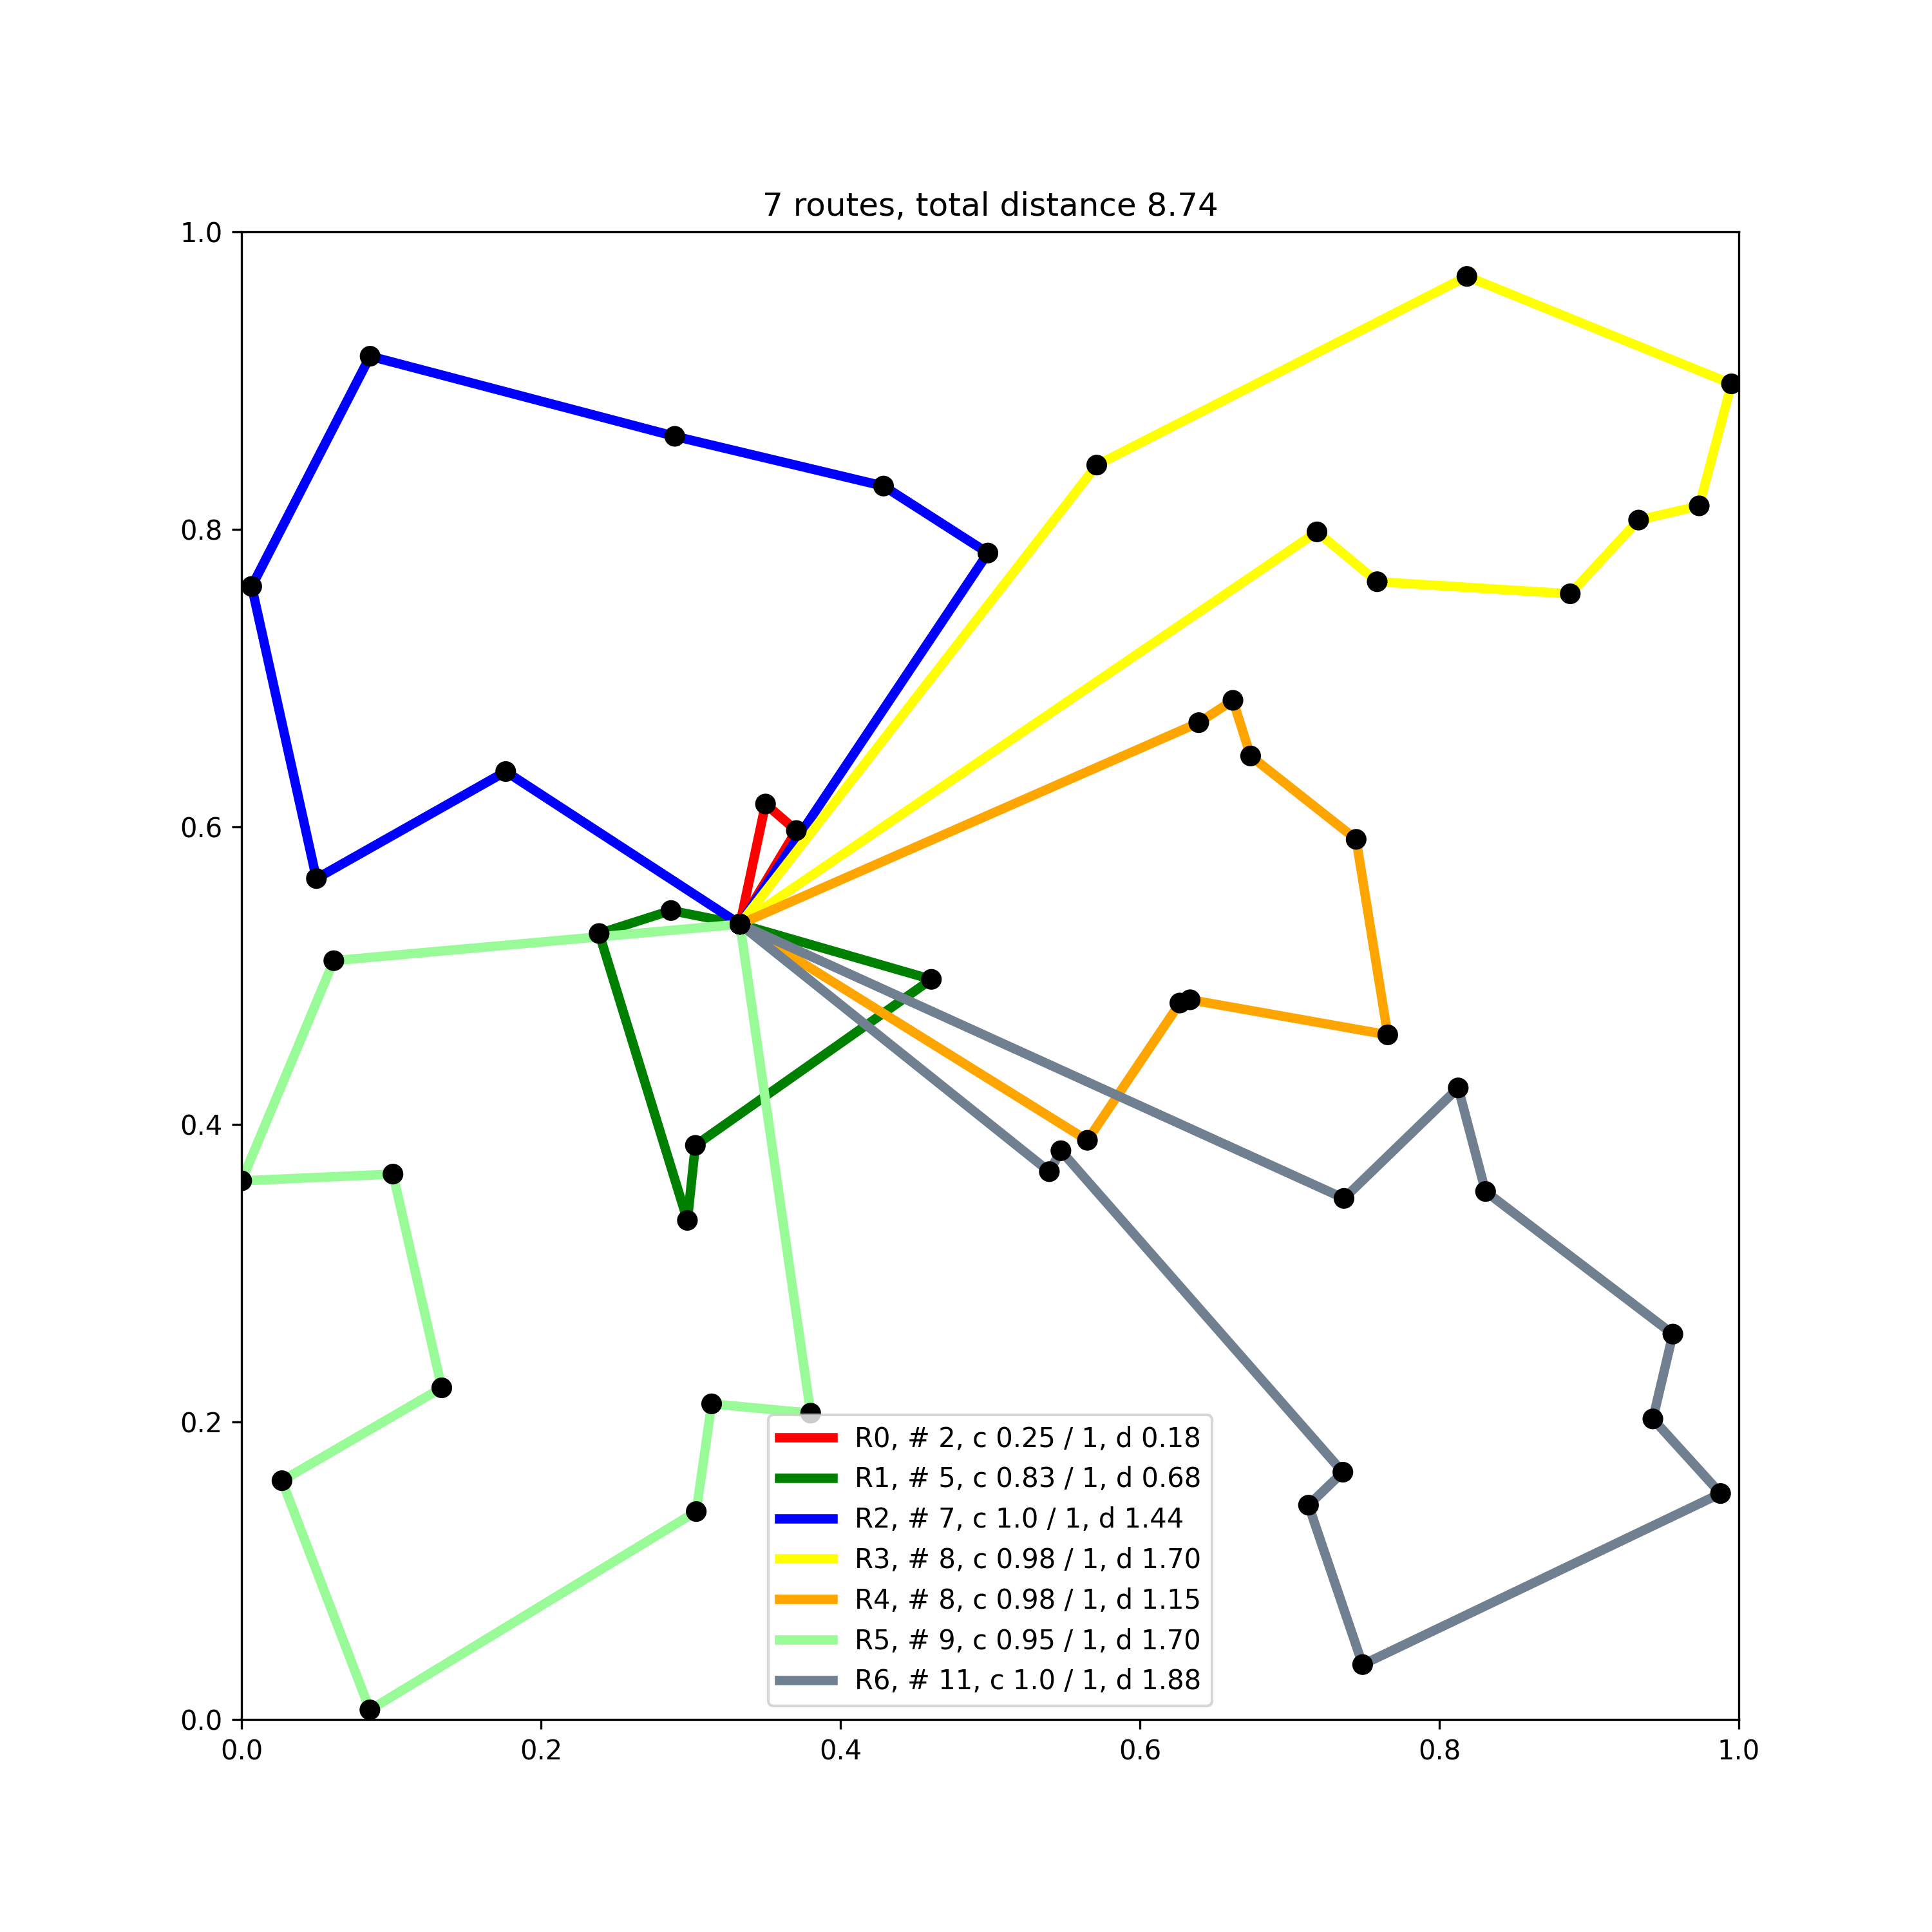 7 routes, total distance 8.74
1.0
0.8
0.6
0.4
0.2
0.0
R0, # 2, c 0.25 / 1, d 0.18
R1, # 5, c 0.83 / 1, d 0.68
R2, # 7, c 1.0 / 1, d 1.44
R3, # 8, c 0.98 / 1, d 1.70
R4, # 8, c 0.98 / 1, d 1.15
R5, # 9, c 0.95 / 1, d 1.70
R6, # 11, c 1.0 / 1, d 1.88
0.0 0.2 0.4 0.6 0.8 1.0